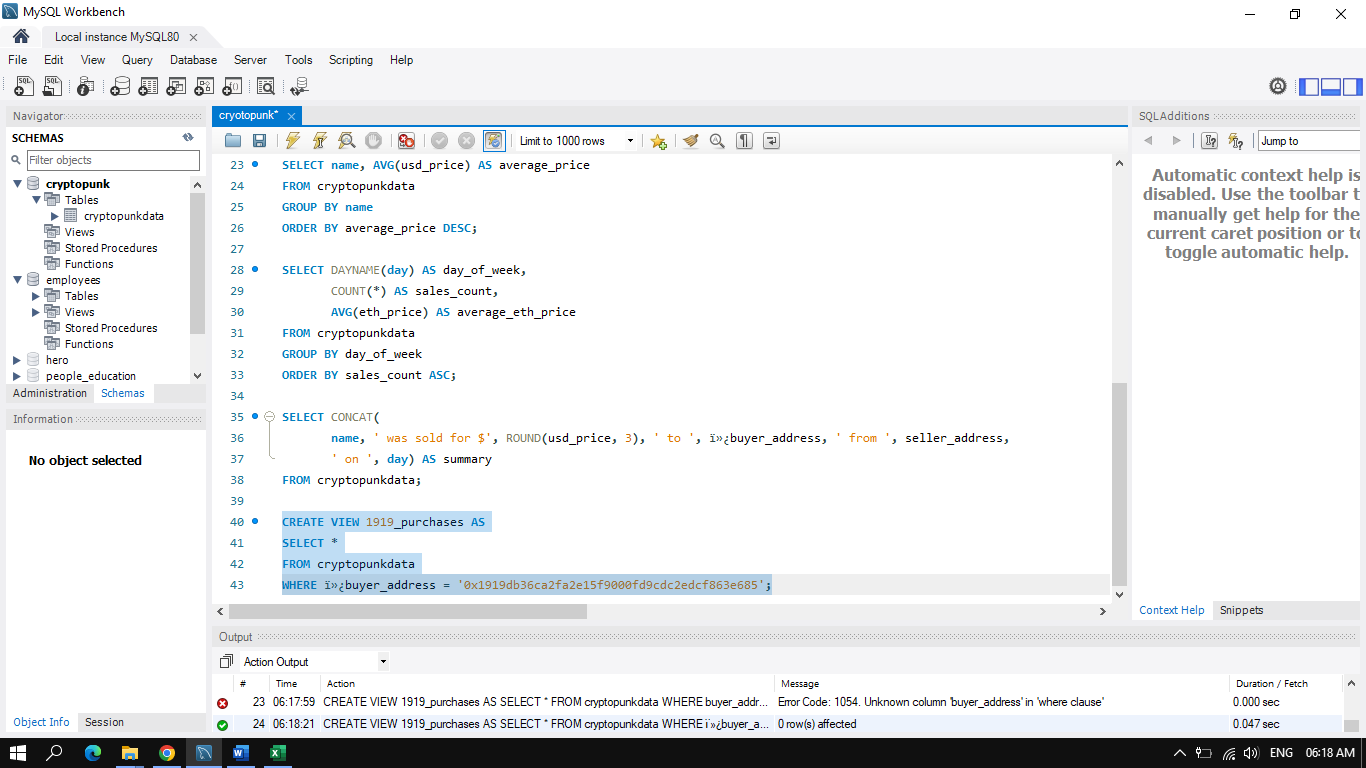 MySQL Workbench
Local instance MySQL80
File Edit View Query Database Server Tools Scripting Help
Navigator
SCHEMAS
Filter objects
cryptopunk
Tables
cryptopunkdata
Views
Stored Procedures
Functions
employees
Tables
Views
Stored Procedures
Functions
hero
people_education
Administration Schemas
Information
No object selected
Object Info Session
cryotopunk*
Limit to 1000 rows
23 SELECT name, AVG(usd_price) AS average_price
24 FROM cryptopunkdata
25 GROUP BY name
26 ORDER BY average_price DESC;
27
28 SELECT DAYNAME(day) AS day_of_week,
29 COUNT(*) AS sales_count,
30 AVG(eth_price) AS average_eth_price
31 FROM cryptopunkdata
32 GROUP BY day_of_week
33 ORDER BY sales_count ASC;
34
35 SELECT CONCAT(
36 name, ' was sold for $', ROUND(usd_price, 3), ' to ', ï»¿buyer_address, ' from ', seller_address,
37 ' on ', day) AS summary
38 FROM cryptopunkdata;
39
40 CREATE VIEW 1919_purchases AS
41 SELECT *
42 FROM cryptopunkdata
43 WHERE ï»¿buyer_address = '0x1919db36ca2fa2e15f9000fd9cdc2edcf863e685';
SQLAdditions
Jump to
Automatic context help is
disabled. Use the toolbar t
manually get help for the
current caret position or to
toggle automatic help.
Context Help Snippets
Output
Action Output
# Time Action Message Duration / Fetch
23 06:17:59 CREATE VIEW 1919_purchases AS SELECT * FROM cryptopunkdata WHERE buyer_addr... Error Code: 1054. Unknown column 'buyer_address' in 'where clause' 0.000 sec
24 06:18:21 CREATE VIEW 1919_purchases AS SELECT * FROM cryptopunkdata WHERE ï»¿buyer_a... 0 row(s) affected 0.047 sec
ENG 06:18 AM